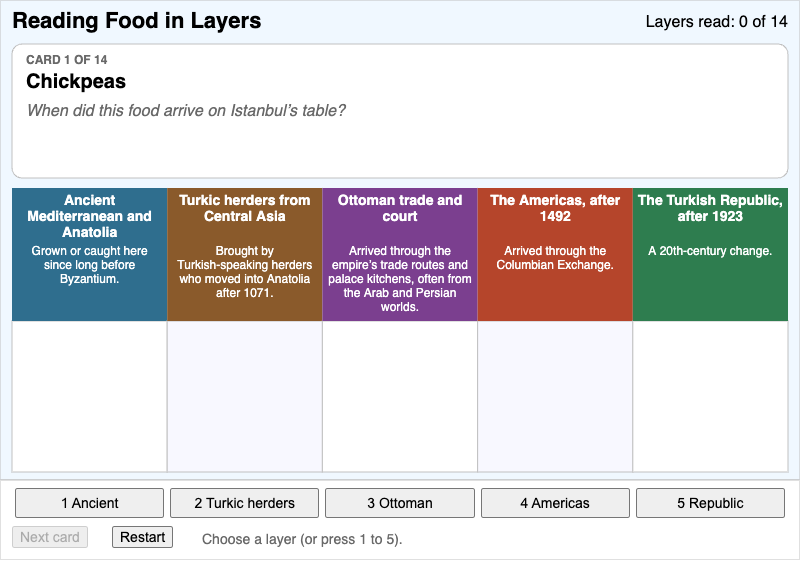 Reading Food in Layers
Layers read: 0 of 14
CARD 1 OF 14
Chickpeas
When did this food arrive on Istanbul's table?
Ancient
Mediterranean and
Anatolia
Grown or caught here
since long before
Byzantium.
Turkic herders from
Central Asia
Brought by
Turkish-speaking herders
who moved into Anatolia
after 1071.
Ottoman trade and
court
Arrived through the
empire's trade routes and
palace kitchens, often from
the Arab and Persian
worlds.
The Americas, after
1492
Arrived through the
Columbian Exchange.
The Turkish Republic,
after 1923
A 20th-century change.
1 Ancient
2 Turkic herders
3 Ottoman
4 Americas
5 Republic
Next card
Restart
Choose a layer (or press 1 to 5).